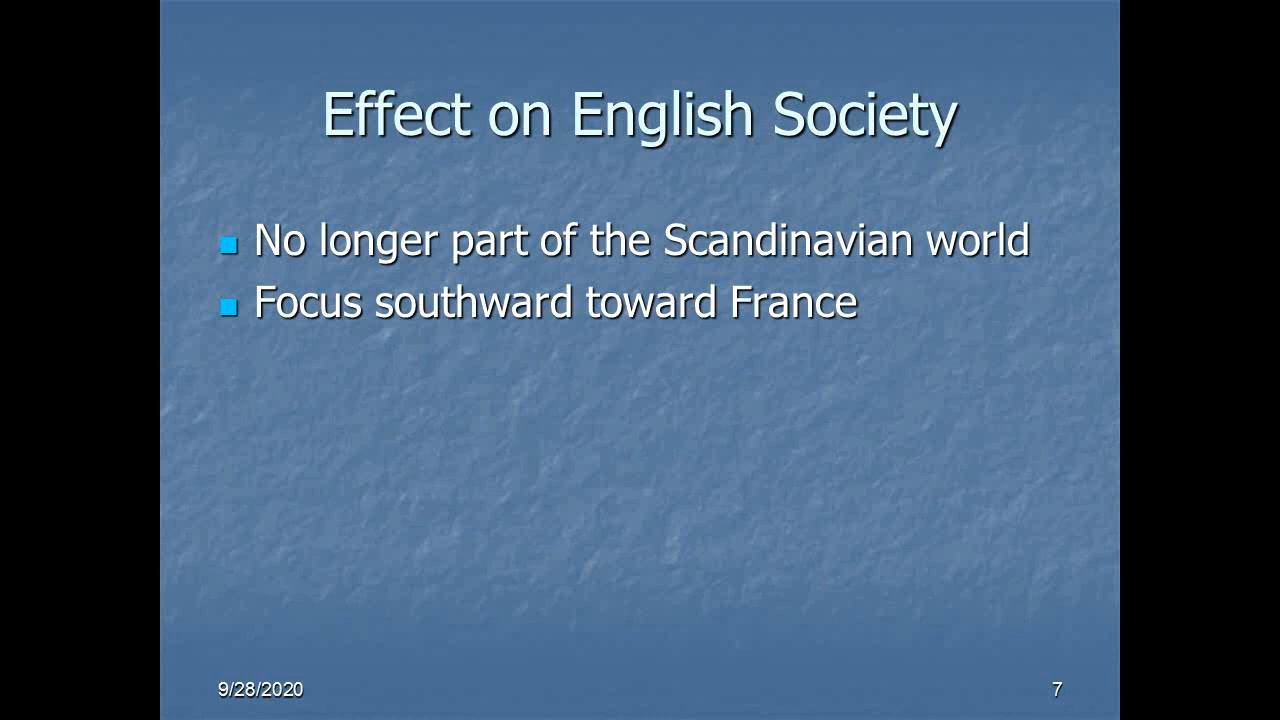 Effect on English Society
No longer part of the Scandinavian world
Focus southward toward France
9/28/2020
7